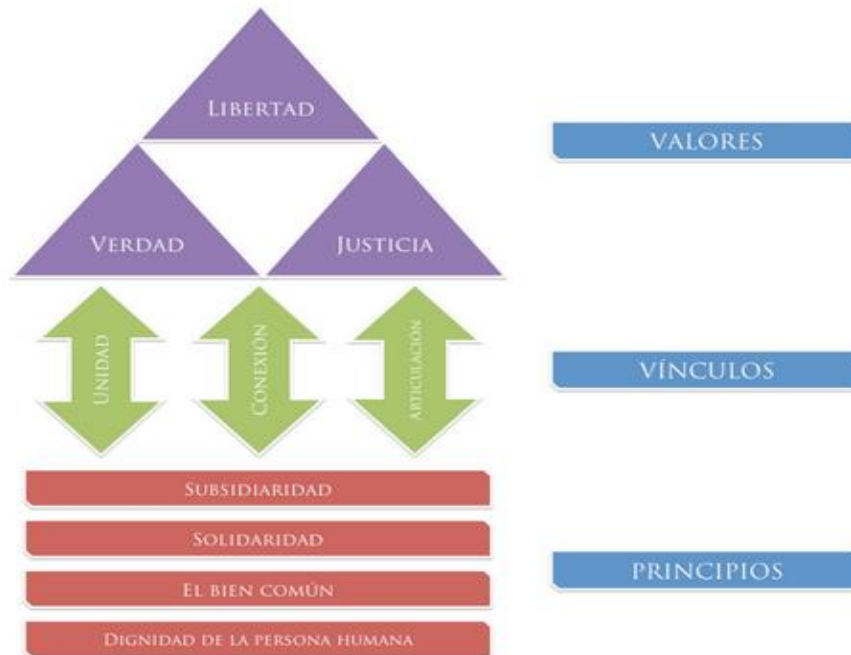 LIBERTAD
VALORES
VERDAD
JUSTICIA
UNIDAD
CONEXIÓN
ARTICULACIÓN
VÍNCULOS
SUBSIDIARIDAD
SOLIDARIDAD
EL BIEN COMÚN
PRINCIPIOS
DIGNIDAD DE LA PERSONA HUMANA